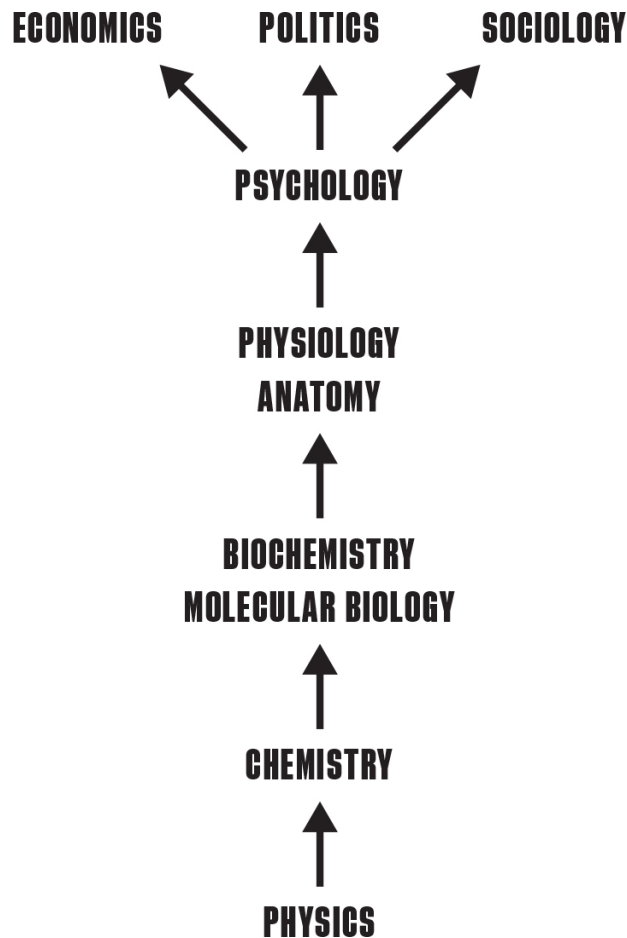 ECONOMICS POLITICS SOCIOLOGY
PSYCHOLOGY
PHYSIOLOGY
ANATOMY
BIOCHEMISTRY
MOLECULAR BIOLOGY
CHEMISTRY
PHYSICS